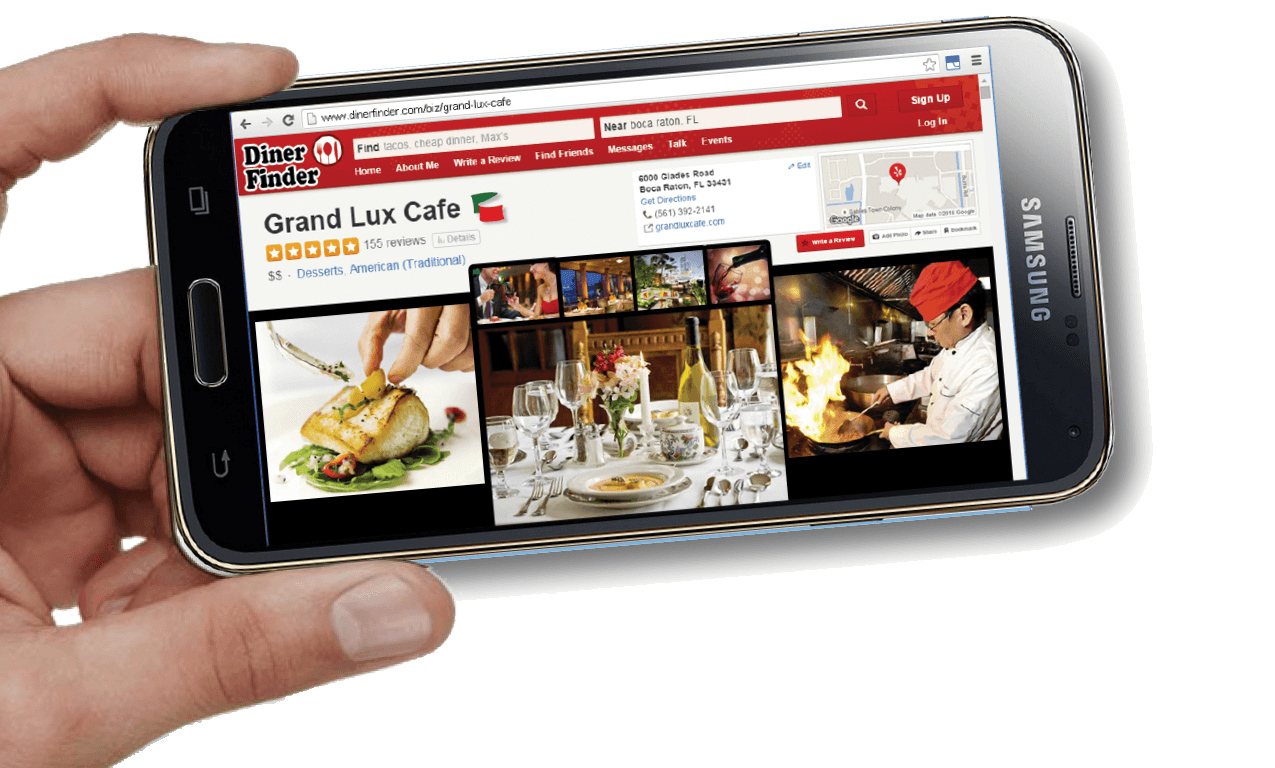 www.dinerfinder.com/biz/grand-lux-cafe
Diner
Finder
Find tacos, cheap dinner, Max's
Near boca raton, FL
Sign Up
Home About Me Write a Review Find Friends Messages Talk Events
Log In
Grand Lux Cafe
155 reviews Details
$$ · Desserts, American (Traditional)
6000 Glades Road
Boca Raton, FL 33431
Edit
Get Directions
(561) 392-2141
grandluxcafe.com
Google
Write a Review Add Photo Share Bookmark
SAMSUNG